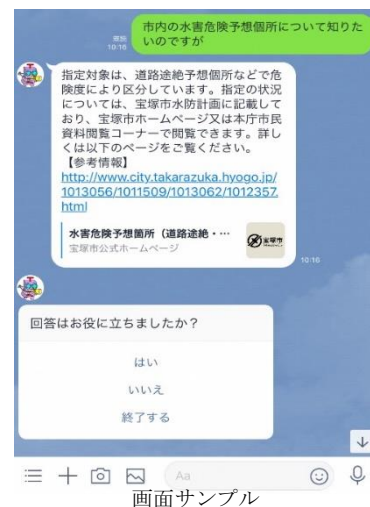 市内の水害危険予想個所について知りた
いのですが
既読
10:16
指定対象は、道路途絶予想個所などで危
険度により区分しています。指定の状況
については、宝塚市水防計画に記載して
おり、宝塚市ホームページ又は本庁市民
資料閲覧コーナーで閲覧できます。詳し
くは以下のページをご覧ください。
【参考情報】
http://www.city.takarazuka.hyogo.jp/
1013056/1011509/1013062/1012357.
html
水害危険予想箇所（道路途絶・…
宝塚市公式ホームページ
宝塚市
10:16
回答はお役に立ちましたか？
はい
いいえ
終了する
Aa
画面サンプル